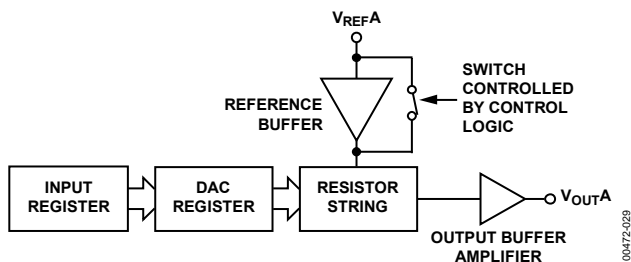 VREFA
REFERENCE
BUFFER
SWITCH
CONTROLLED
BY CONTROL
LOGIC
INPUT
REGISTER
DAC
REGISTER
RESISTOR
STRING
VOUTA
OUTPUT BUFFER
AMPLIFIER
00472-029